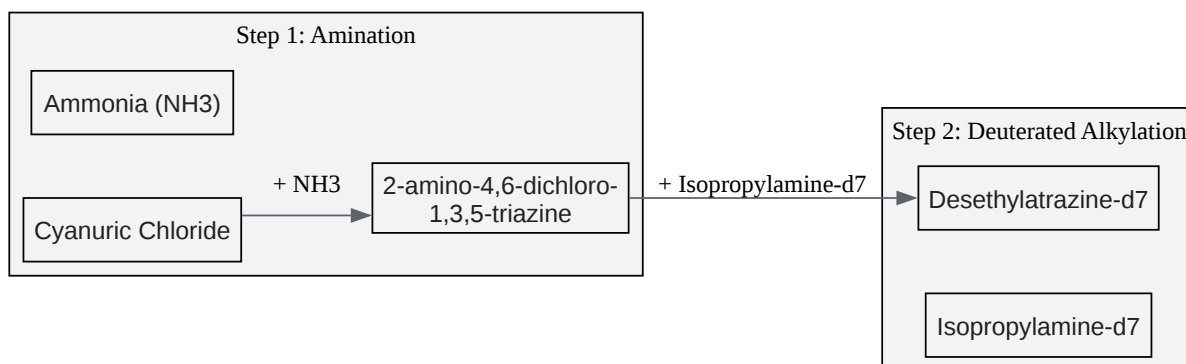 Step 1: Amination
Ammonia (NH3)
Cyanuric Chloride
+ NH3
2-amino-4,6-dichloro-
1,3,5-triazine
+ Isopropylamine-d7
Step 2: Deuterated Alkylation
Desethylatrazine-d7
Isopropylamine-d7